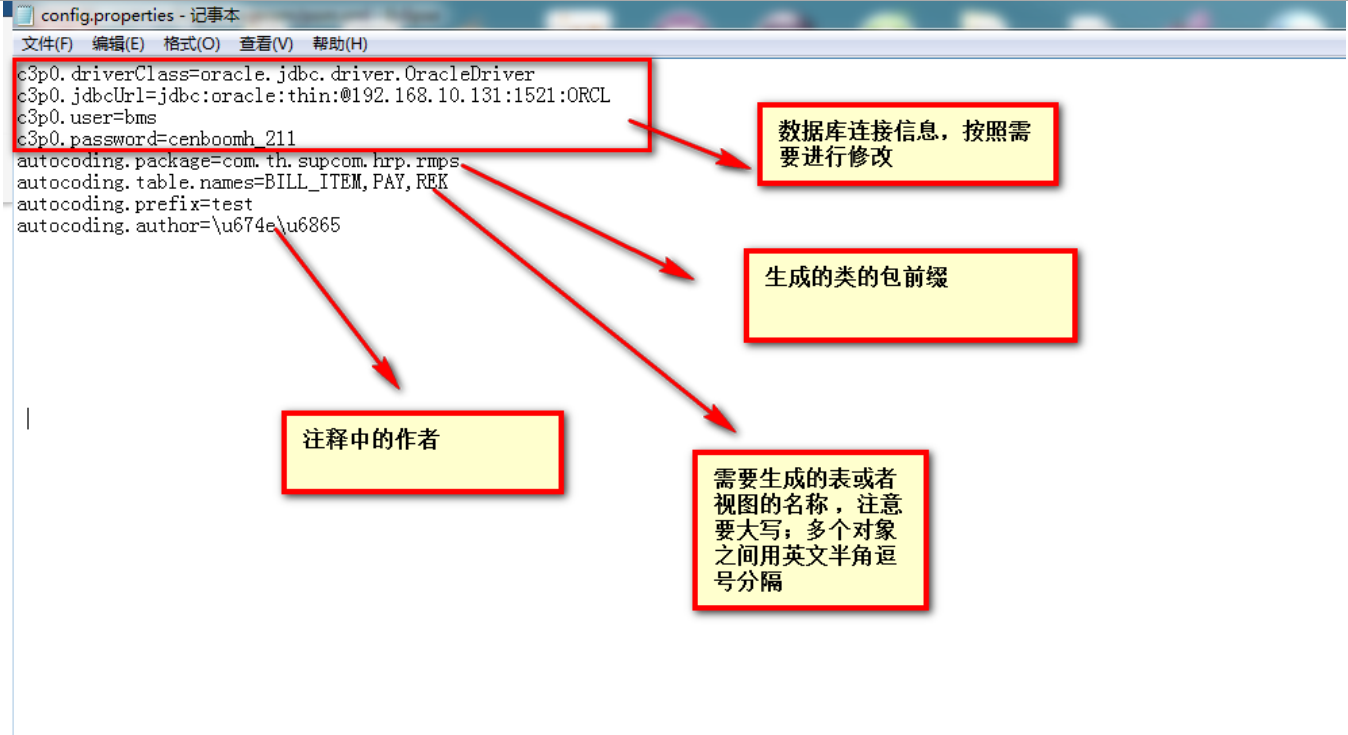 config.properties - 记事本
文件(F) 编辑(E) 格式(O) 查看(V) 帮助(H)
c3p0.driverClass=oracle.jdbc.driver.OracleDriver
c3p0.jdbcUrl=jdbc:oracle:thin:@192.168.10.131:1521:ORCL
c3p0.user=bms
c3p0.password=cenboomh_211
autocoding.package=com.th.supcom.hrp.rmps
autocoding.table.names=BILL_ITEM,PAY,REK
autocoding.prefix=test
autocoding.author=\u674e\u6865
数据库连接信息，按照需
要进行修改
生成的类的包前缀
注释中的作者
需要生成的表或者
视图的名称，注意
要大写；多个对象
之间用英文半角逗
号分隔